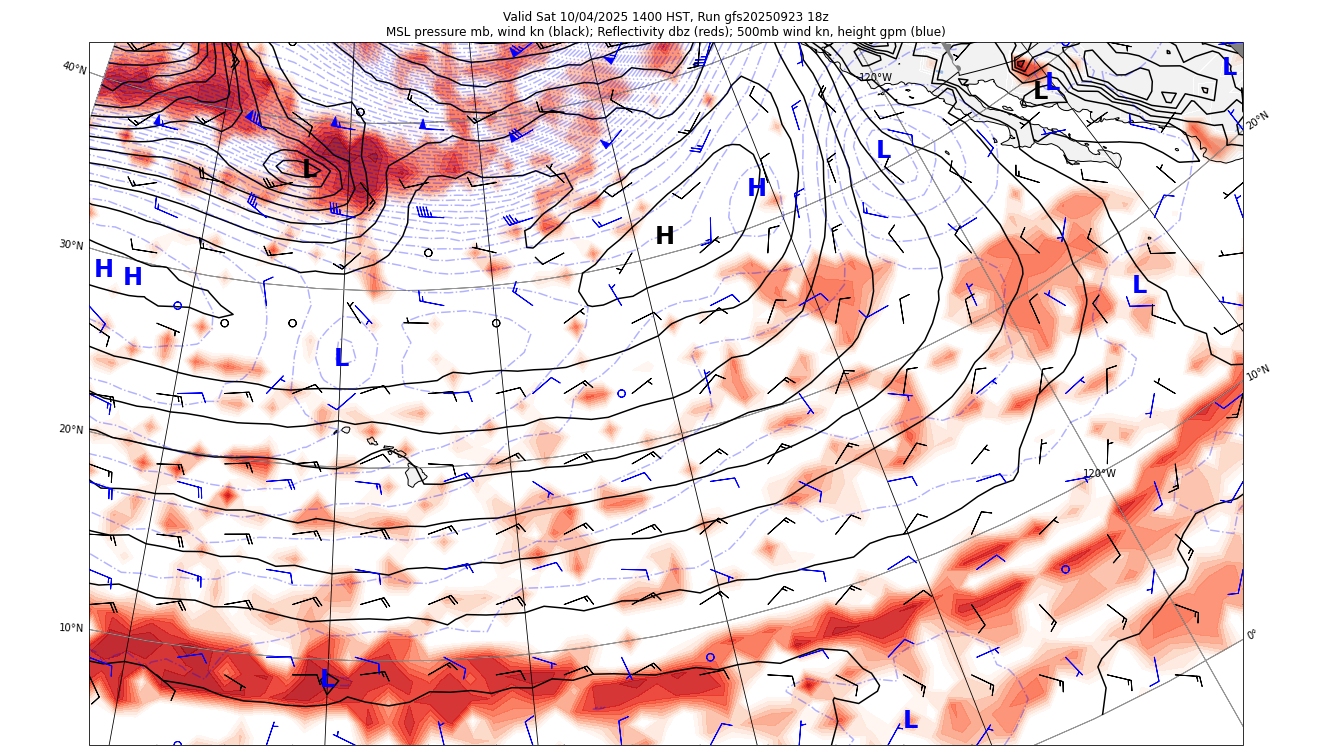 Valid Sat 10/04/2025 1400 HST, Run gfs20250923 18z
MSL pressure mb, wind kn (black); Reflectivity dbz (reds); 500mb wind kn, height gpm (blue)
40°N
120°W
L
L
L
20°N
L
L
H
30°N
H
H
H
L
L
10°N
20°N
120°W
10°N
0°
L
L